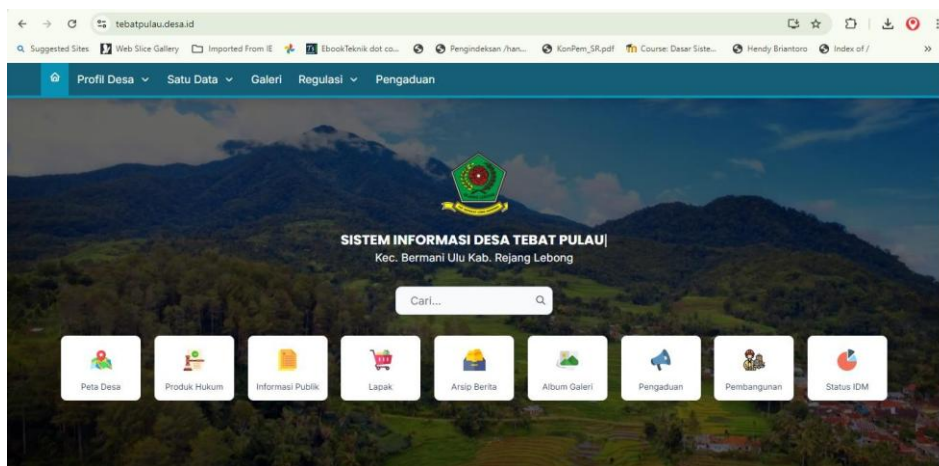 tebatpulau.desa.id
Suggested Sites Web Slice Gallery Imported From IE EbookTeknik dot co... Pengindeksan /han... KonPem_SR.pdf Course: Dasar Siste... Hendy Briantoro Index of /
Profil Desa Satu Data Galeri Regulasi Pengaduan
SISTEM INFORMASI DESA TEBAT PULAU|
Kec. Bermani Ulu Kab. Rejang Lebong
Cari...
Peta Desa Produk Hukum Informasi Publik Lapak Arsip Berita Album Galeri Pengaduan Pembangunan Status IDM